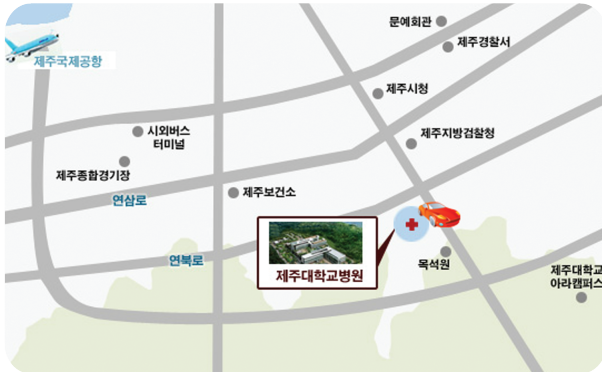 문예회관
제주경찰서
제주국제공항
제주시청
시외버스
터미널
제주지방검찰청
제주종합경기장
제주보건소
연삼로
연북로
제주대학교병원
목석원
제주대학교
아라캠퍼스